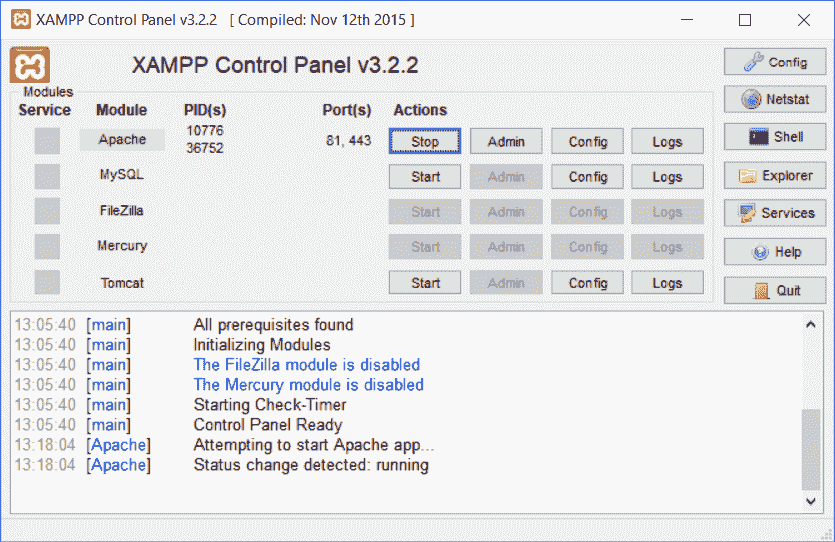 XAMPP Control Panel v3.2.2 [ Compiled: Nov 12th 2015 ]
XAMPP Control Panel v3.2.2
Config
Modules
Service Module PID(s) Port(s) Actions
Netstat
Apache 10776 36752 81, 443 Stop Admin Config Logs
Shell
MySQL Start Admin Config Logs
Explorer
FileZilla Start Admin Config Logs
Services
Mercury Start Admin Config Logs
Help
Tomcat Start Admin Config Logs
Quit
13:05:40 [main] All prerequisites found
13:05:40 [main] Initializing Modules
13:05:40 [main] The FileZilla module is disabled
13:05:40 [main] The Mercury module is disabled
13:05:40 [main] Starting Check-Timer
13:05:40 [main] Control Panel Ready
13:18:04 [Apache] Attempting to start Apache app...
13:18:04 [Apache] Status change detected: running